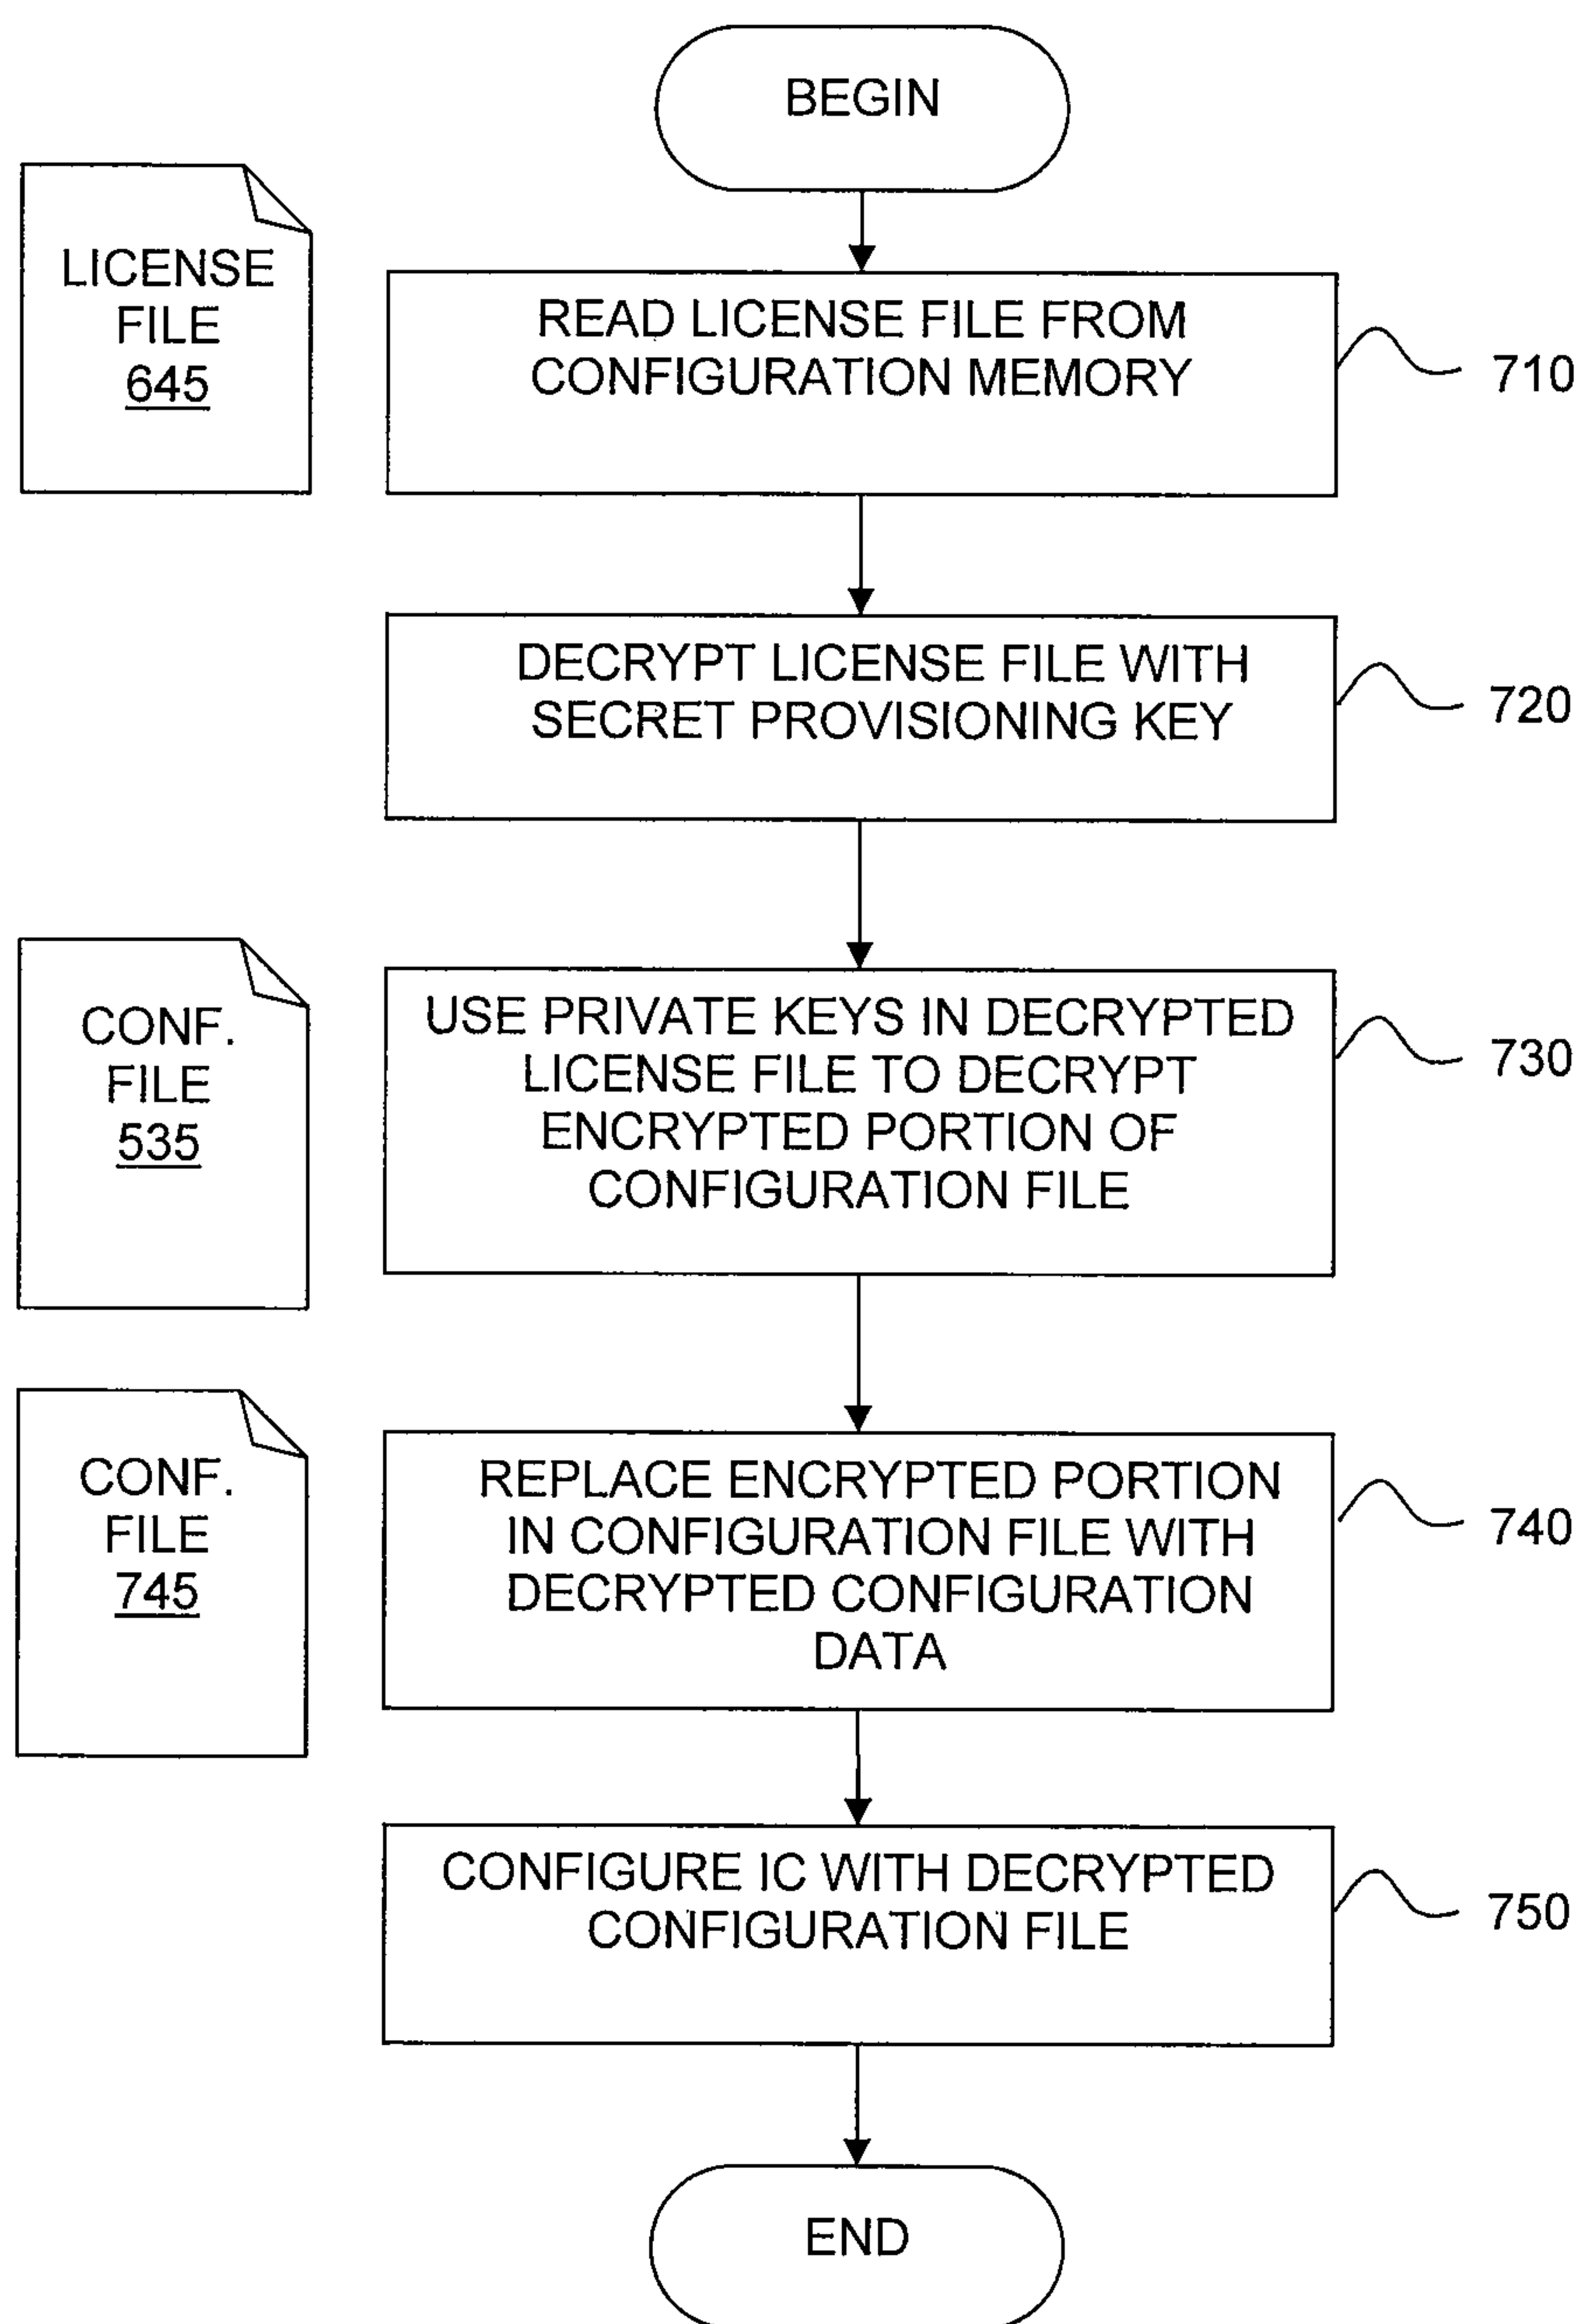 BEGIN
LICENSE
FILE
645
READ LICENSE FILE FROM
CONFIGURATION MEMORY
710
DECRYPT LICENSE FILE WITH
SECRET PROVISIONING KEY
720
CONF.
FILE
535
USE PRIVATE KEYS IN DECRYPTED
LICENSE FILE TO DECRYPT
ENCRYPTED PORTION OF
CONFIGURATION FILE
730
CONF.
FILE
745
REPLACE ENCRYPTED PORTION
IN CONFIGURATION FILE WITH
DECRYPTED CONFIGURATION
DATA
740
CONFIGURE IC WITH DECRYPTED
CONFIGURATION FILE
750
END